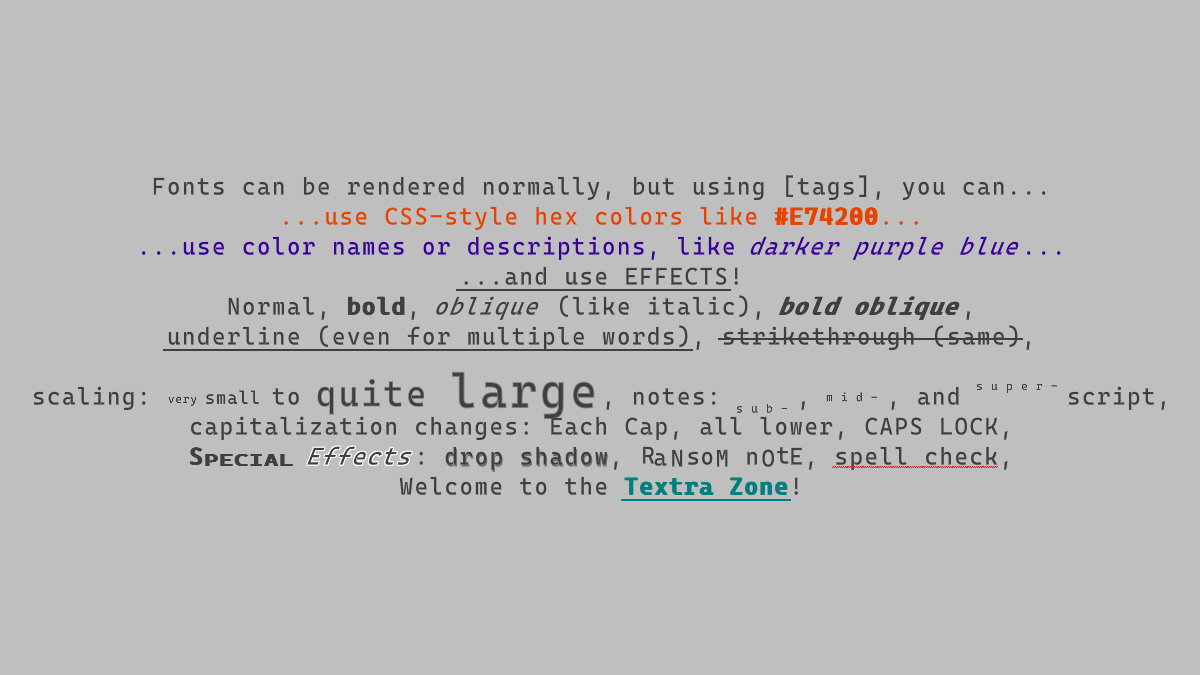 Fonts can be rendered normally, but using [tags], you can...
...use CSS-style hex colors like #E74200...
...use color names or descriptions, like darker purple blue...
...and use EFFECTS!
Normal, bold, oblique (like italic), bold oblique,
underline (even for multiple words), strikethrough (same),
scaling: very small to quite large, notes: sub-, mid-, and super-script,
capitalization changes: Each Cap, all lower, CAPS LOCK,
Special Effects: drop shadow, RaNsoM nOtE, spell check,
Welcome to the Textra Zone!